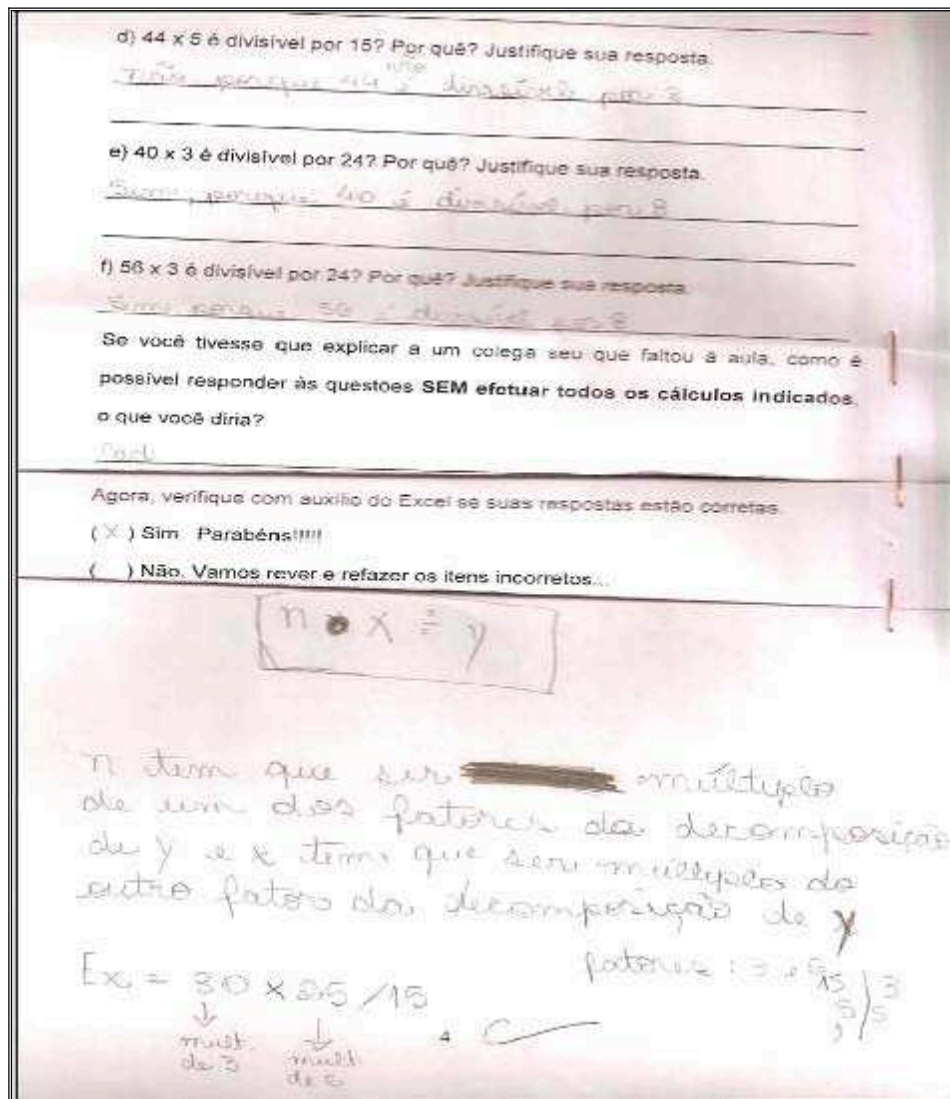 d) 44 x 5 é divisível por 15? Por quê? Justifique sua resposta.
Não porque 44 não é divisível por 3
e) 40 x 3 é divisível por 24? Por quê? Justifique sua resposta.
Sim, porque 40 é divisível por 8
f) 56 x 3 é divisível por 24? Por quê? Justifique sua resposta.
Sim porque 56 é divisível por 8
Se você tivesse que explicar a um colega seu que faltou à aula, como é
possível responder às questões SEM efetuar todos os cálculos indicados,
o que você diria?
Agora, verifique com auxílio do Excel se suas respostas estão corretas.
( X ) Sim. Parabéns!!!!!
( ) Não. Vamos rever e refazer os itens incorretos...
n • x ÷ y
n tem que ser múltiplo
de um dos fatores da decomposição
de y e x tem que ser múltiplo do
outro fator da decomposição de y
fatores: 3 e 5
Ex = 30 x 25 /15
15 | 3
5 | 5
mult. de 3
mult. de 5
4